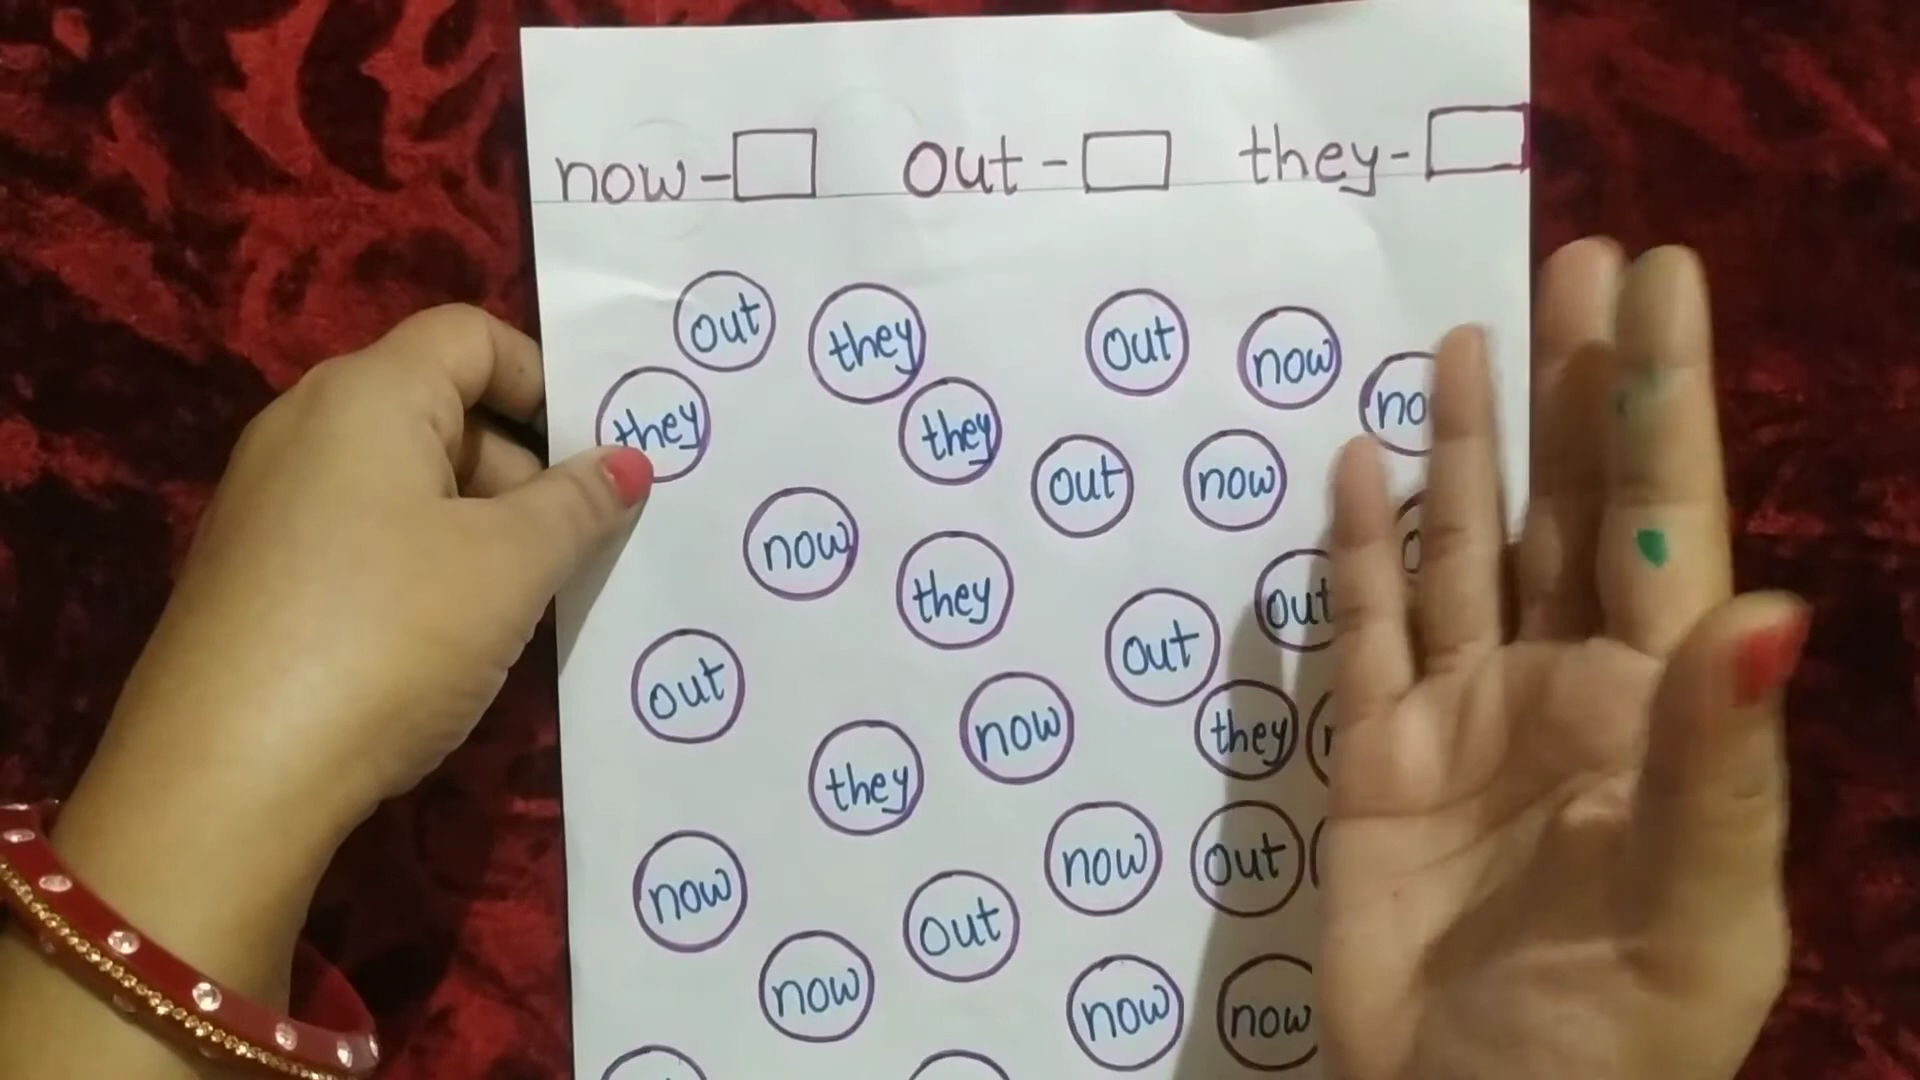 now- out- they-
out they out now
they they no
out now
now they
out out
out now they
they
now now out
now out
now now